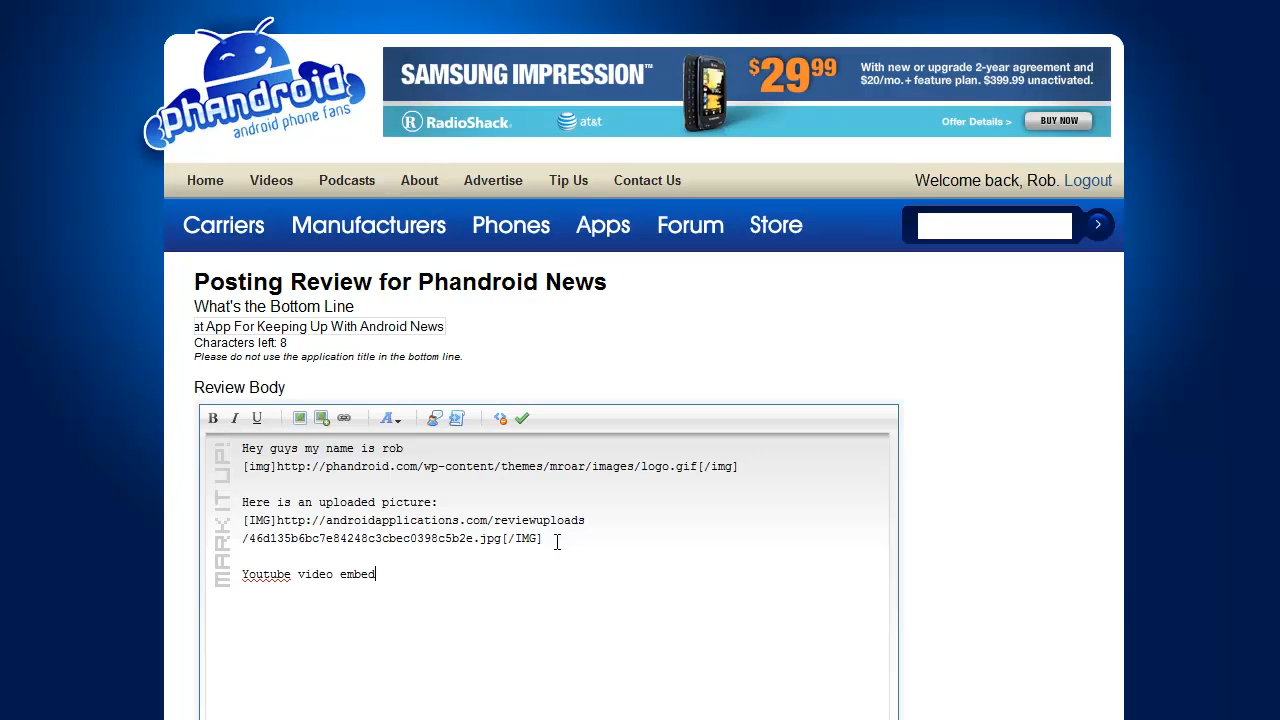 phandroid
android phone fans
SAMSUNG IMPRESSION™
$29.99
With new or upgrade 2-year agreement and
$20/mo.+ feature plan. $399.99 unactivated.
R RadioShack.
at&t
Offer Details >
BUY NOW
Home Videos Podcasts About Advertise Tip Us Contact Us
Welcome back, Rob. Logout
Carriers Manufacturers Phones Apps Forum Store
Posting Review for Phandroid News
What's the Bottom Line
at App For Keeping Up With Android News
Characters left: 8
Please do not use the application title in the bottom line.
Review Body
B I U A
MARK IT UP!
Hey guys my name is rob
[img]http://phandroid.com/wp-content/themes/mroar/images/logo.gif[/img]
Here is an uploaded picture:
[IMG]http://androidapplications.com/reviewuploads
/46d135b6bc7e84248c3cbec0398c5b2e.jpg[/IMG]
Youtube video embed